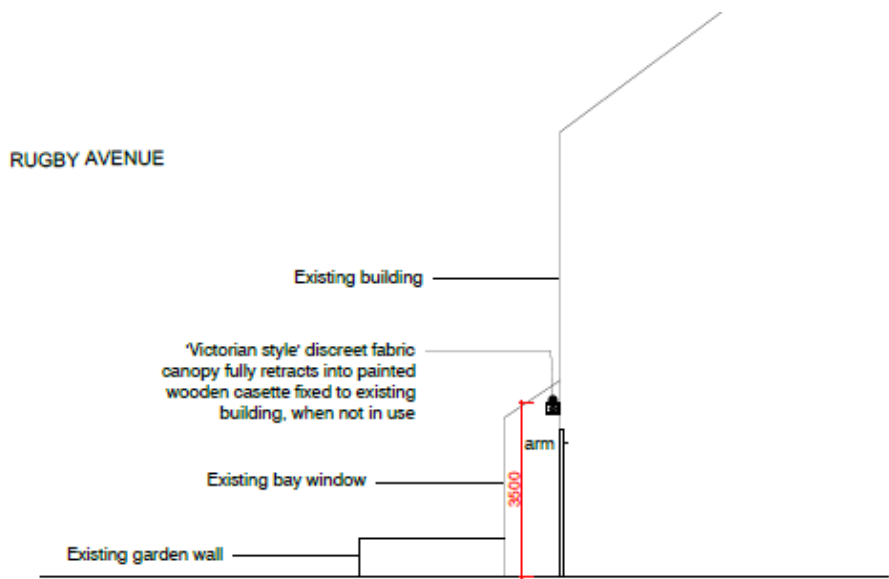 RUGBY AVENUE
Existing building
'Victorian style' discreet fabric
canopy fully retracts into painted
wooden casette fixed to existing
building, when not in use
arm
Existing bay window
3500
Existing garden wall